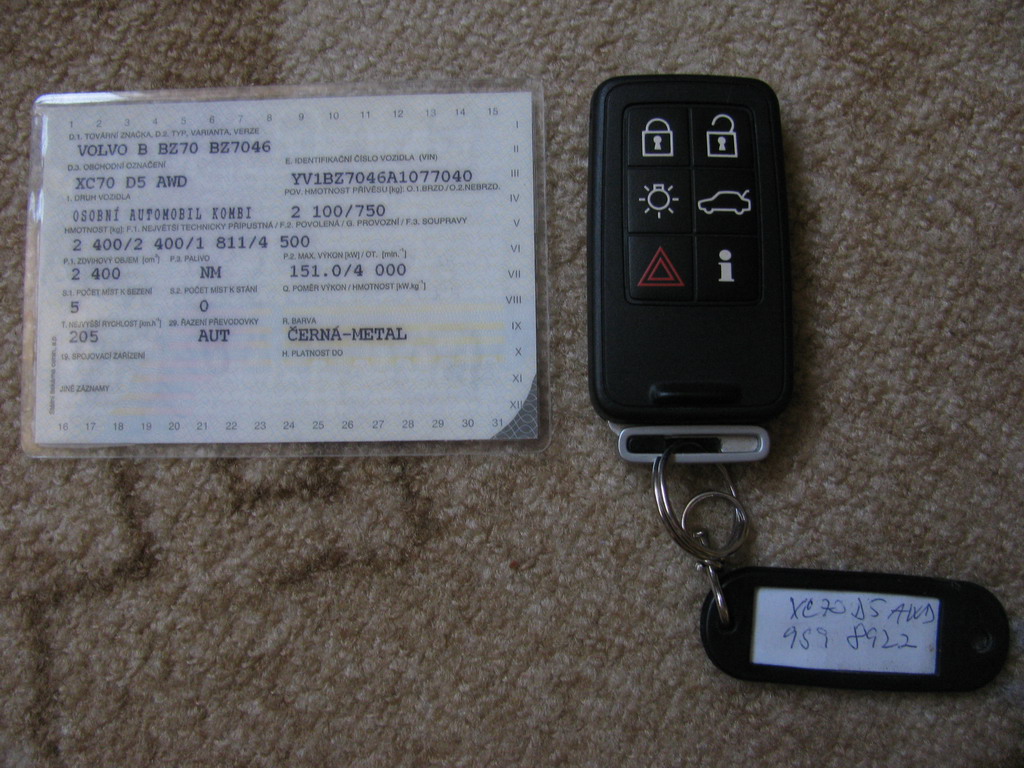 1 2 3 4 5 6 7 8 9 10 11 12 13 14 15
D.1. TOVÁRNÍ ZNAČKA, D.2. TYP, VARIANTA, VERZE I
VOLVO B BZ70 BZ7046 II
D.3. OBCHODNÍ OZNAČENÍ E. IDENTIFIKAČNÍ ČÍSLO VOZIDLA (VIN)
XC70 D5 AWD YV1BZ7046A1077040 III
1. DRUH VOZIDLA POV. HMOTNOST PŘÍVĚSU [kg]: O.1.BRZD./O.2.NEBRZD. IV
OSOBNÍ AUTOMOBIL KOMBI 2 100/750
HMOTNOST [kg]: F.1. NEJVĚTŠÍ TECHNICKY PŘÍPUSTNÁ / F.2. POVOLENÁ / G. PROVOZNÍ / F.3. SOUPRAVY V
2 400/2 400/1 811/4 500
P.1. ZDVIHOVÝ OBJEM [cm³] P.3. PALIVO P.2. MAX. VÝKON [kW] / OT. [min.⁻¹] VI
2 400 NM 151.0/4 000 VII
S.1. POČET MÍST K SEZENÍ S.2. POČET MÍST K STÁNÍ Q. POMĚR VÝKON / HMOTNOST [kW.kg⁻¹]
5 0 VIII
T. NEJVYŠŠÍ RYCHLOST [km.h⁻¹] 29. ŘAZENÍ PŘEVODOVKY R. BARVA IX
205 AUT ČERNÁ-METAL
19. SPOJOVACÍ ZAŘÍZENÍ H. PLATNOST DO X
XI
JINÉ ZÁZNAMY
XII
16 17 18 19 20 21 22 23 24 25 26 27 28 29 30 31
XC70 D5 AWD
959 8922